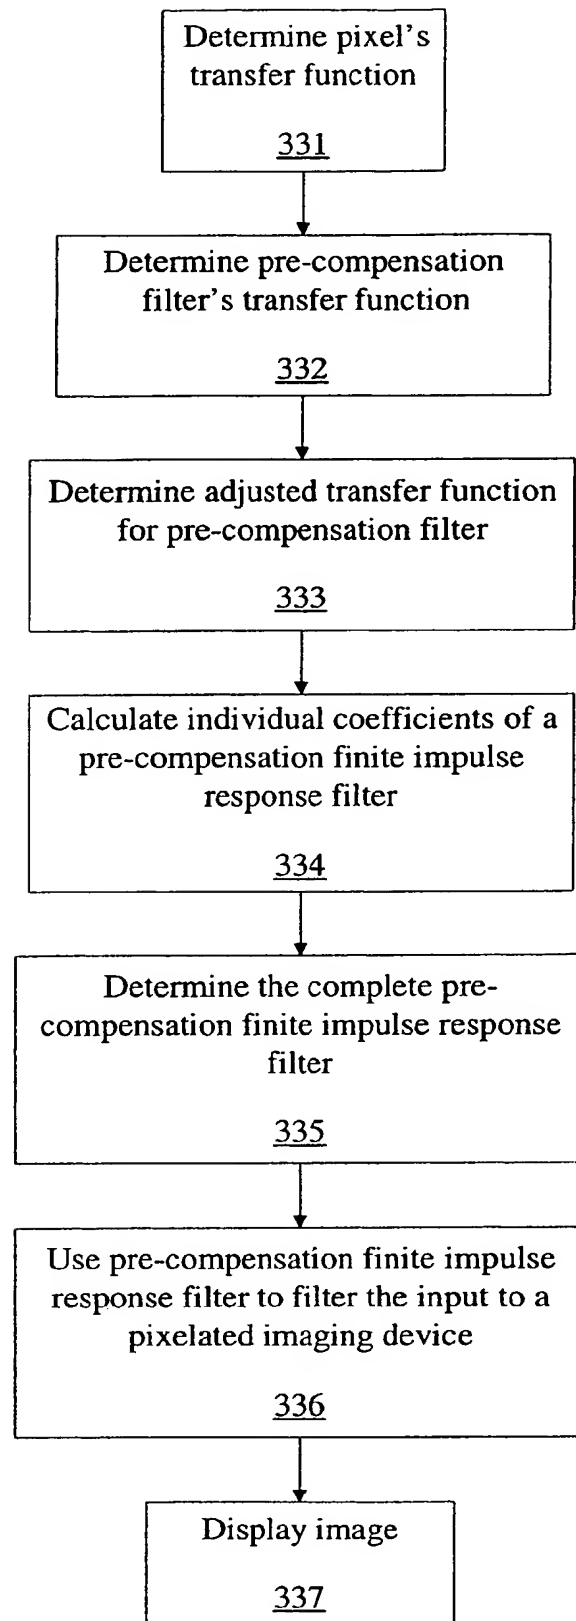 Determine pixel's
transfer function
331
Determine pre-compensation
filter's transfer function
332
Determine adjusted transfer function
for pre-compensation filter
333
Calculate individual coefficients of a
pre-compensation finite impulse
response filter
334
Determine the complete pre-
compensation finite impulse response
filter
335
Use pre-compensation finite impulse
response filter to filter the input to a
pixelated imaging device
336
Display image
337